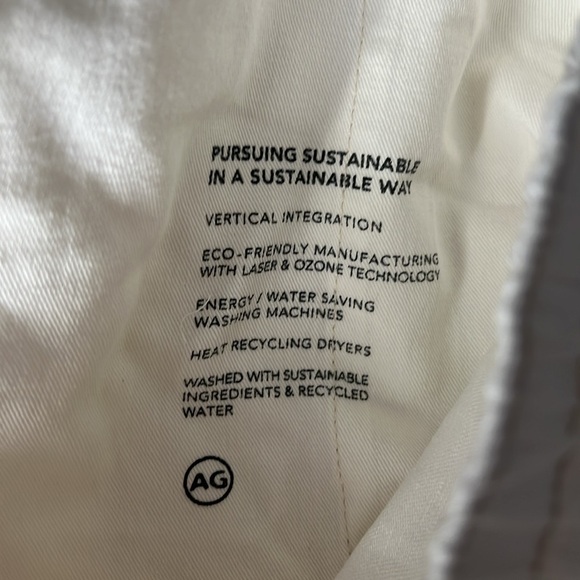 PURSUING SUSTAINABLE
IN A SUSTAINABLE WAY
VERTICAL INTEGRATION
ECO-FRIENDLY MANUFACTURING
WITH LASER & OZONE TECHNOLOGY
ENERGY / WATER SAVING
WASHING MACHINES
HEAT RECYCLING DRYERS
WASHED WITH SUSTAINABLE
INGREDIENTS & RECYCLED
WATER
AG